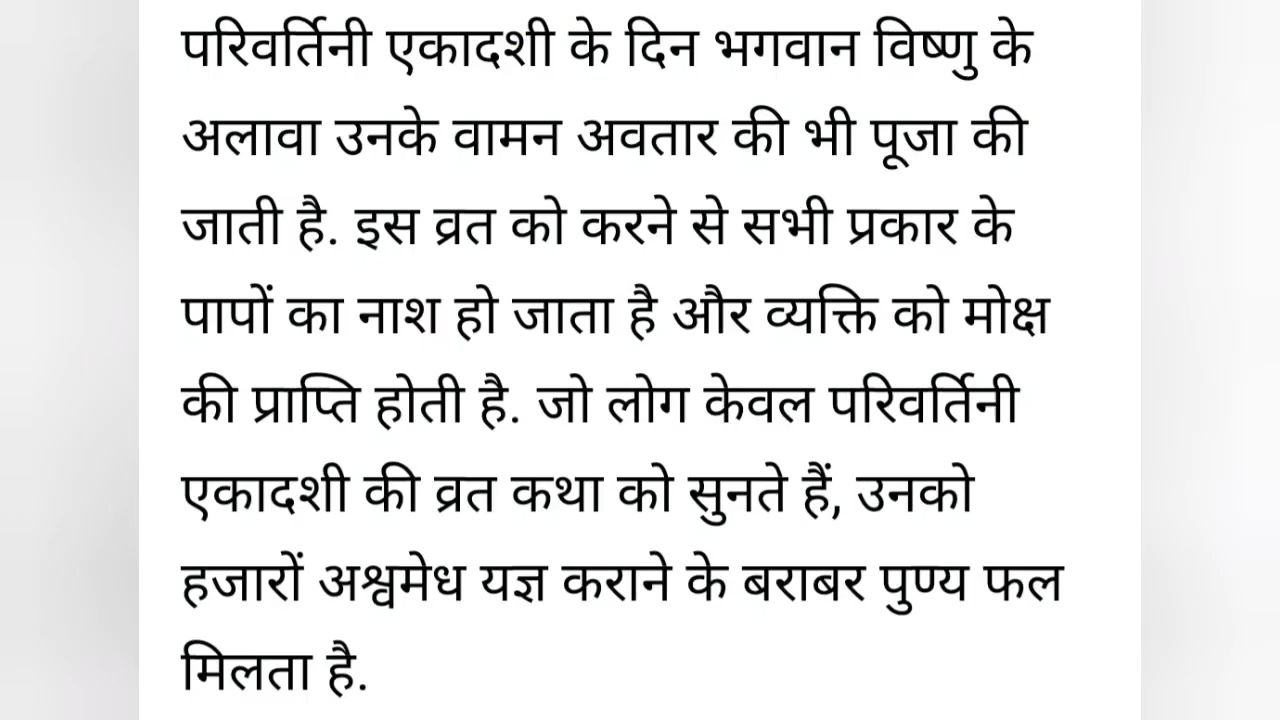 परिवर्तिनी एकादशी के दिन भगवान विष्णु के
अलावा उनके वामन अवतार की भी पूजा की
जाती है. इस व्रत को करने से सभी प्रकार के
पापों का नाश हो जाता है और व्यक्ति को मोक्ष
की प्राप्ति होती है. जो लोग केवल परिवर्तिनी
एकादशी की व्रत कथा को सुनते हैं, उनको
हजारों अश्वमेध यज्ञ कराने के बराबर पुण्य फल
मिलता है.